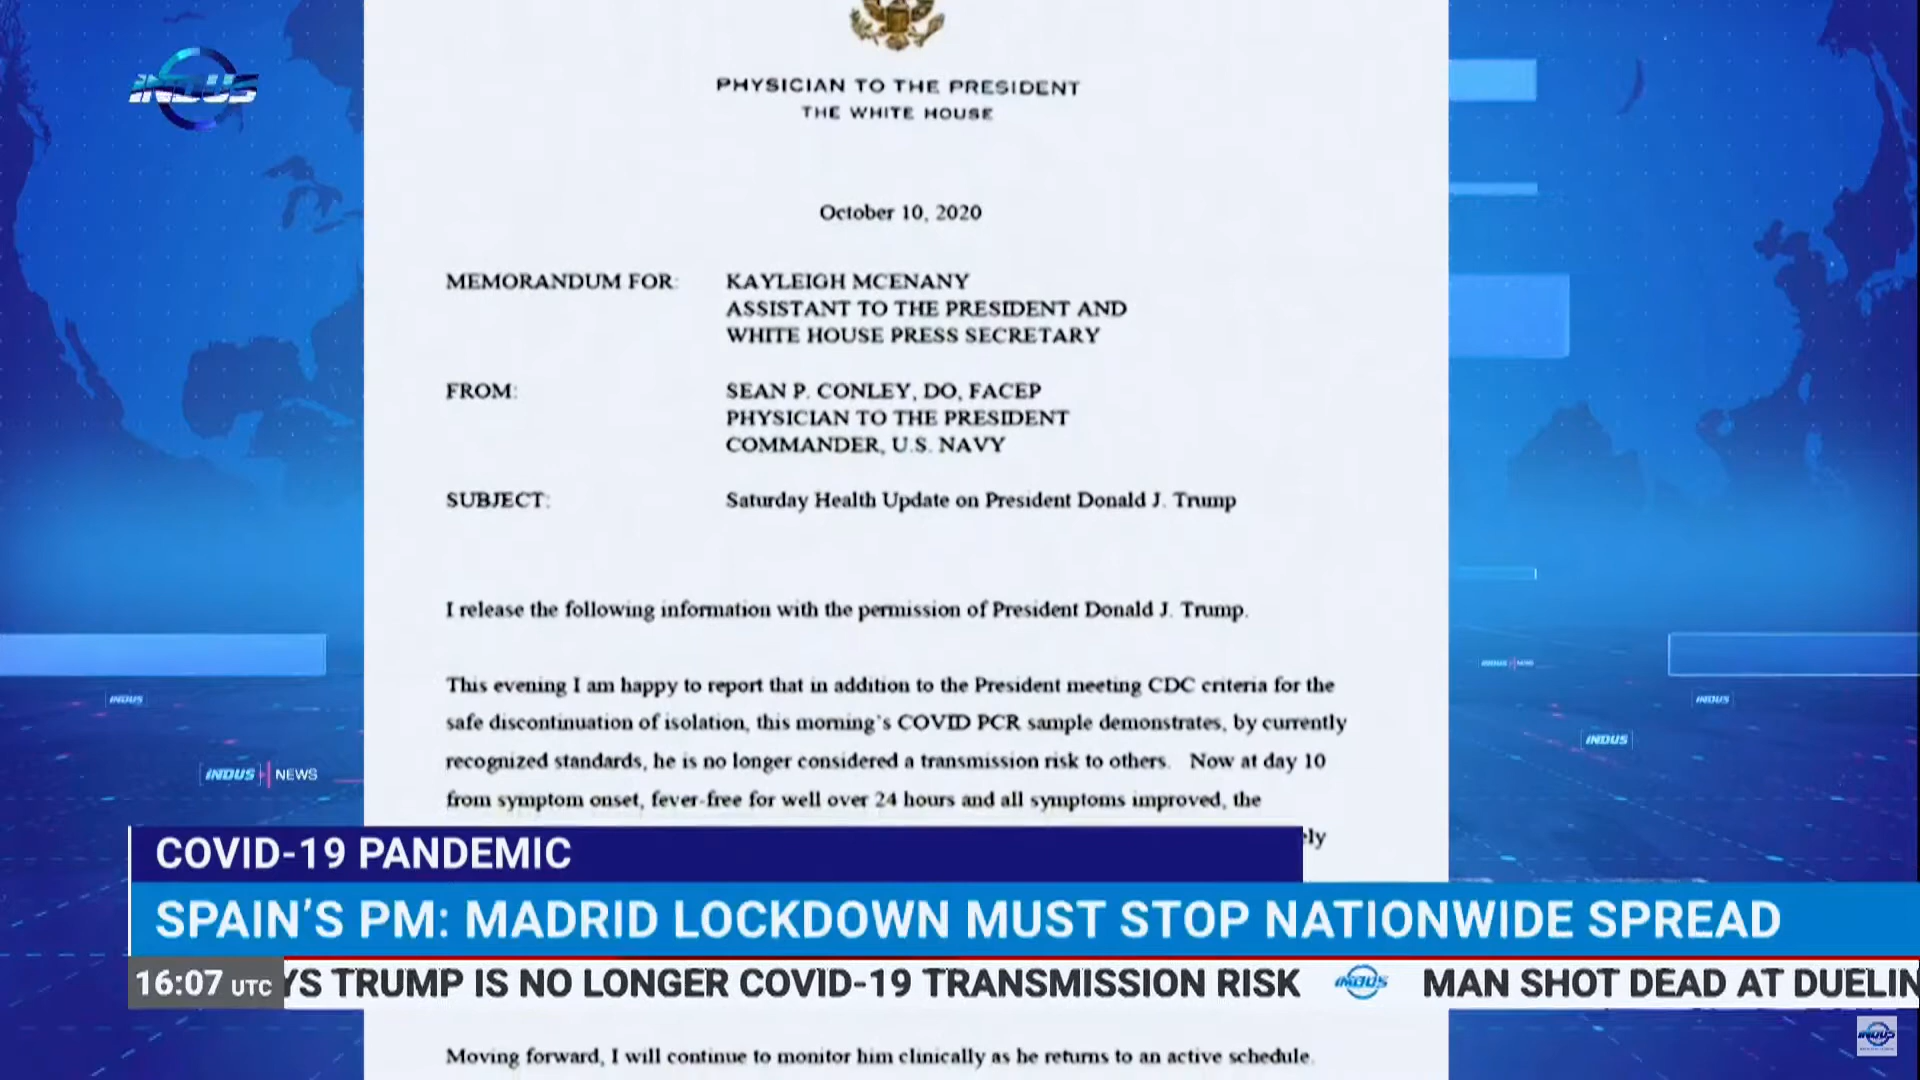 INDUS
PHYSICIAN TO THE PRESIDENT
THE WHITE HOUSE
October 10, 2020
MEMORANDUM FOR: KAYLEIGH MCENANY
ASSISTANT TO THE PRESIDENT AND
WHITE HOUSE PRESS SECRETARY
FROM: SEAN P. CONLEY, DO, FACEP
PHYSICIAN TO THE PRESIDENT
COMMANDER, U.S. NAVY
SUBJECT: Saturday Health Update on President Donald J. Trump
I release the following information with the permission of President Donald J. Trump.
This evening I am happy to report that in addition to the President meeting CDC criteria for the
safe discontinuation of isolation, this morning's COVID PCR sample demonstrates, by currently
recognized standards, he is no longer considered a transmission risk to others. Now at day 10
from symptom onset, fever-free for well over 24 hours and all symptoms improved, the
INDUS NEWS
INDUS
INDUS
INDUS
INDUS NEWS
COVID-19 PANDEMIC
SPAIN'S PM: MADRID LOCKDOWN MUST STOP NATIONWIDE SPREAD
16:07 UTC
YS TRUMP IS NO LONGER COVID-19 TRANSMISSION RISK INDUS MAN SHOT DEAD AT DUELIN
INDUS
Moving forward, I will continue to monitor him clinically as he returns to an active schedule.